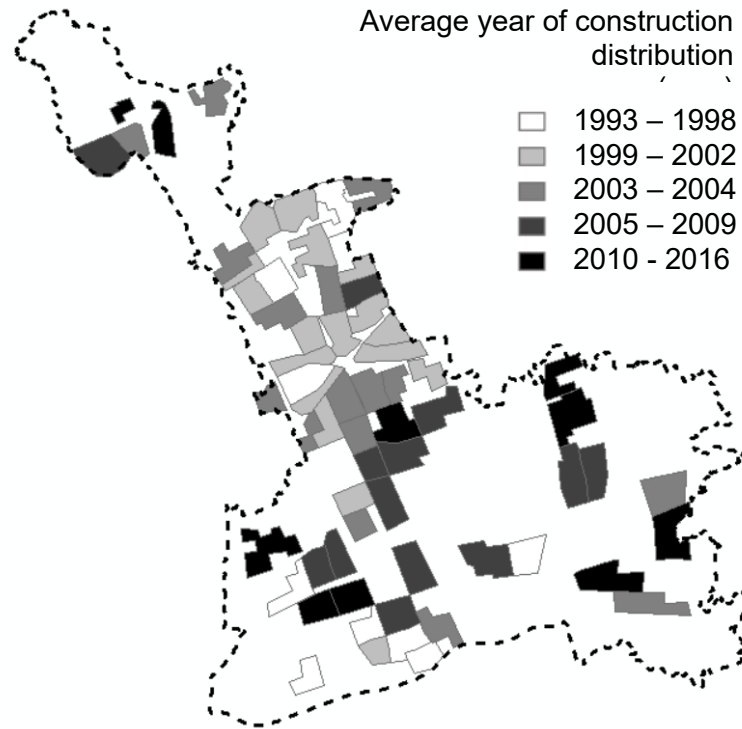 Average year of construction
distribution
1993 – 1998
1999 – 2002
2003 – 2004
2005 – 2009
2010 - 2016